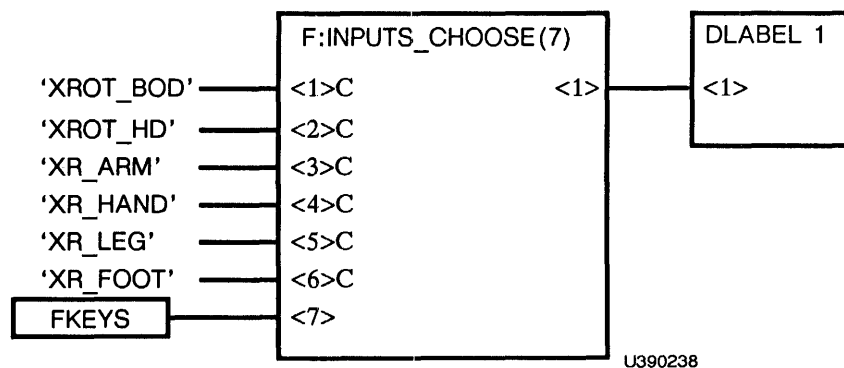 F:INPUTS_CHOOSE(7) DLABEL 1
'XROT_BOD' <1>C <1> <1>
'XROT_HD' <2>C
'XR_ARM' <3>C
'XR_HAND' <4>C
'XR_LEG' <5>C
'XR_FOOT' <6>C
FKEYS <7>
U390238